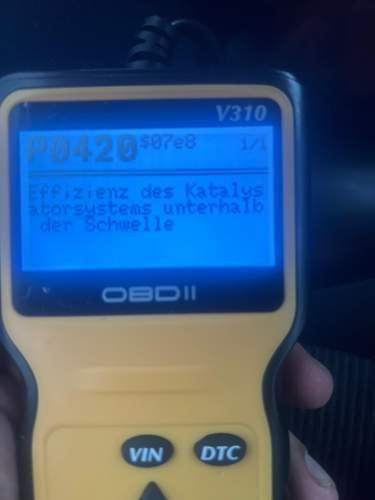 V310
P0420 $07e8 1/1
Effizienz des Katalys
atorsystems unterhalb
der Schwelle
OBDII
VIN DTC